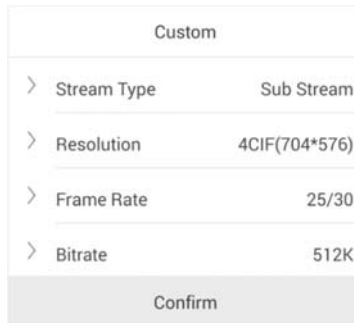 Custom
Stream Type Sub Stream
Resolution 4CIF(704*576)
Frame Rate 25/30
Bitrate 512K
Confirm